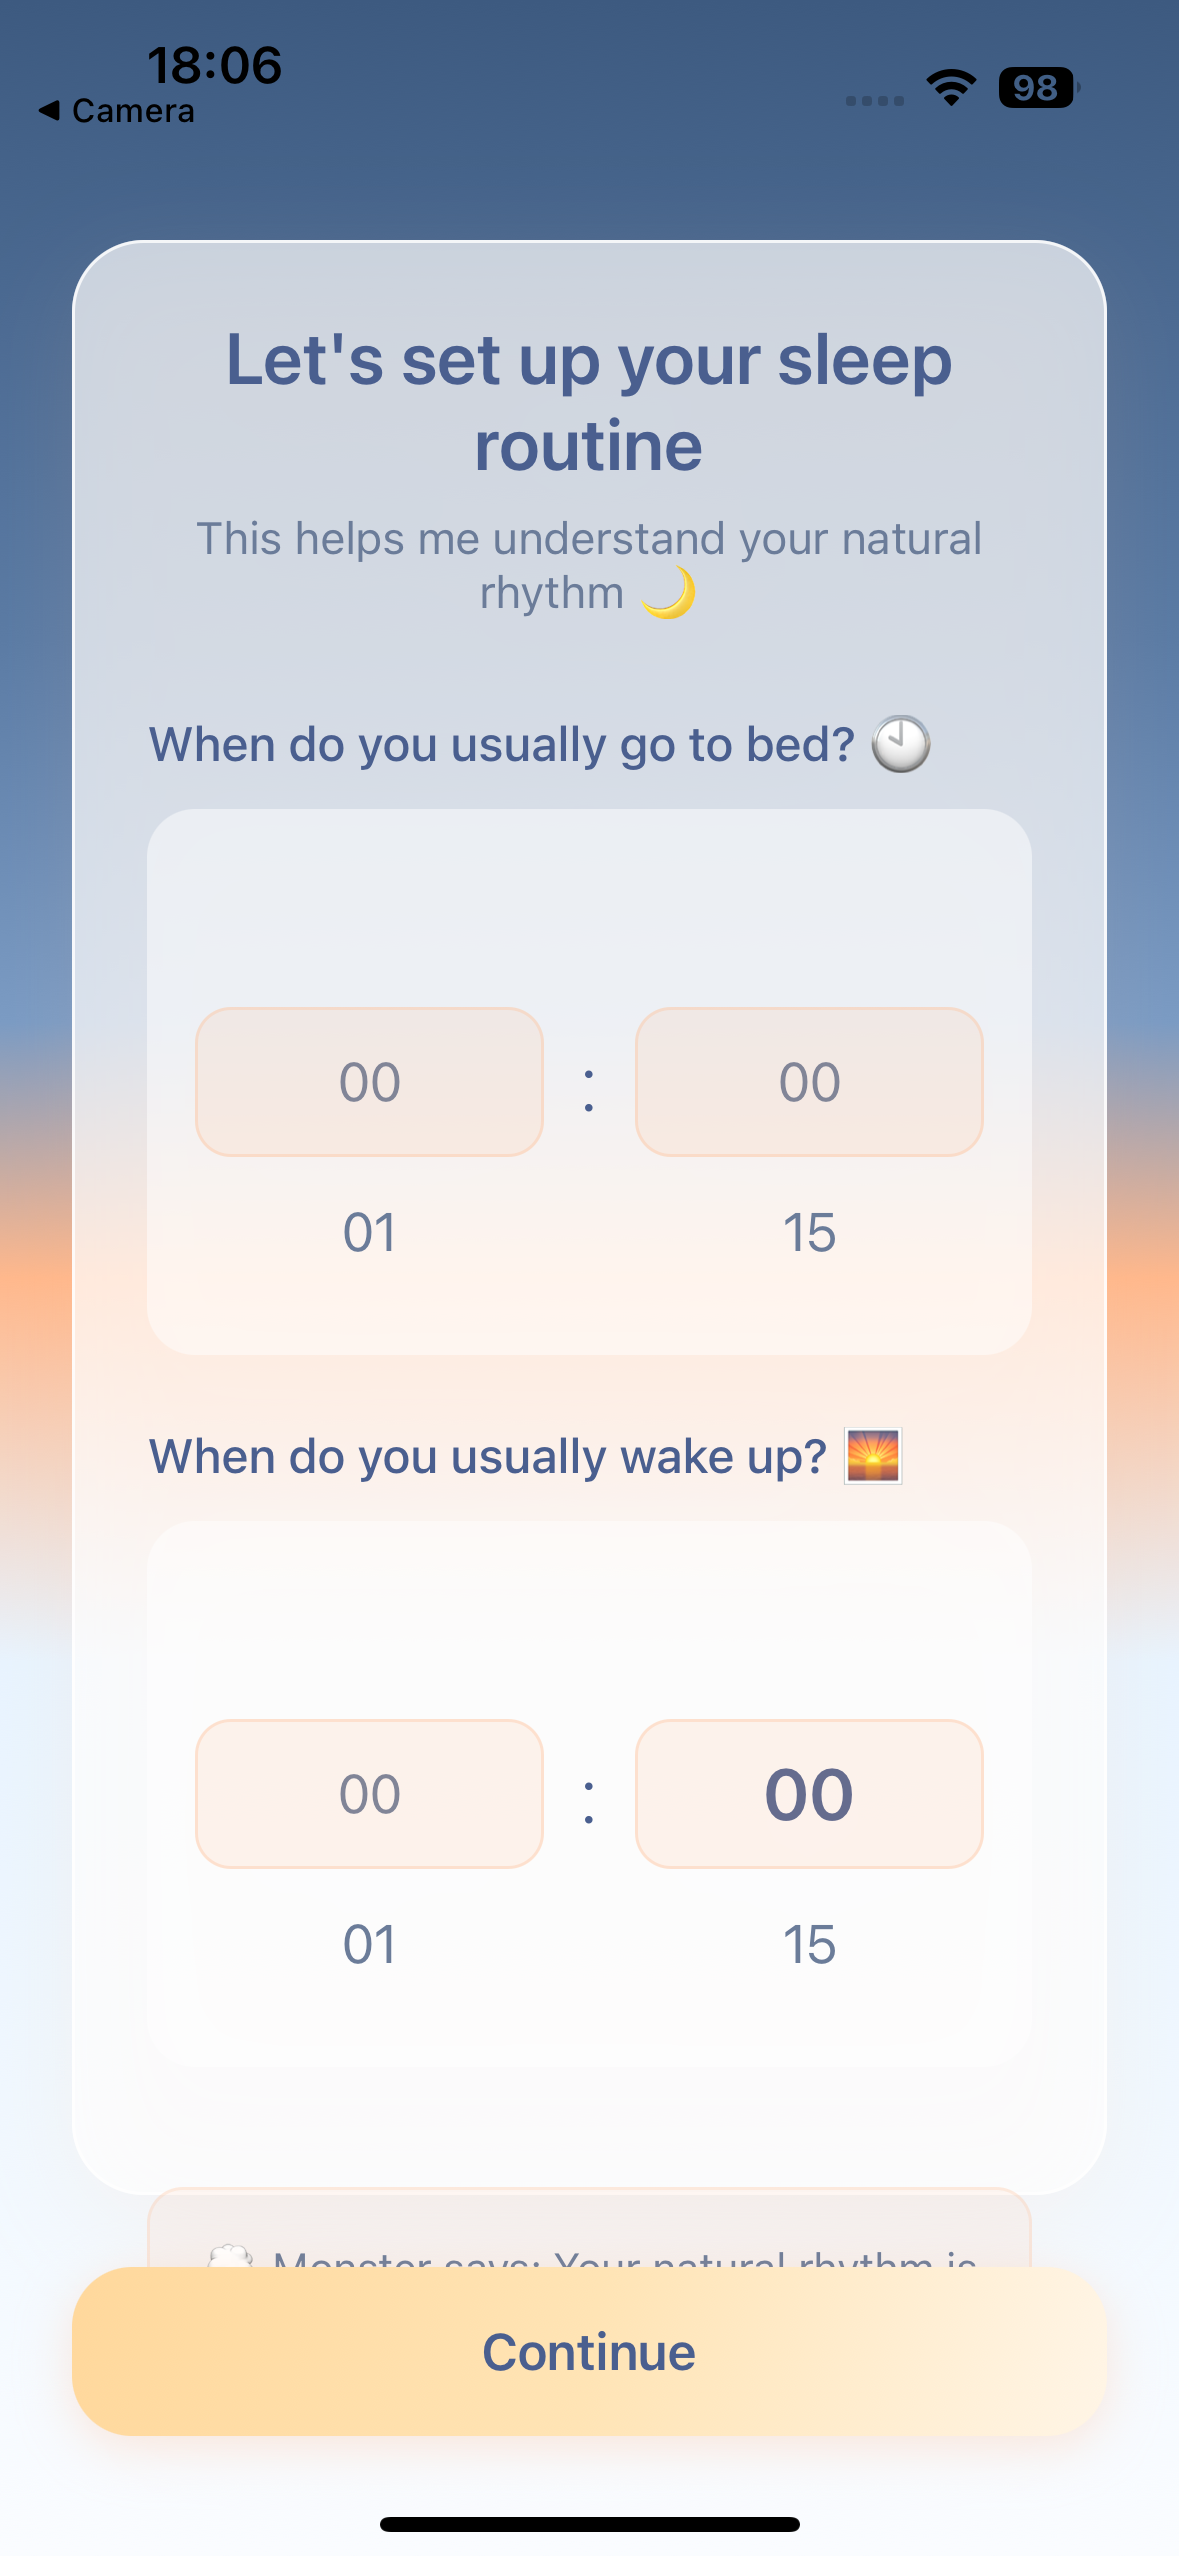 18:06
◀ Camera
98
Let's set up your sleep
routine
This helps me understand your natural
rhythm 🌙
When do you usually go to bed? 🕙
00 : 00
01 15
When do you usually wake up? 🌅
00 : 00
01 15
💭 Monster says: Your natural rhythm is
Continue